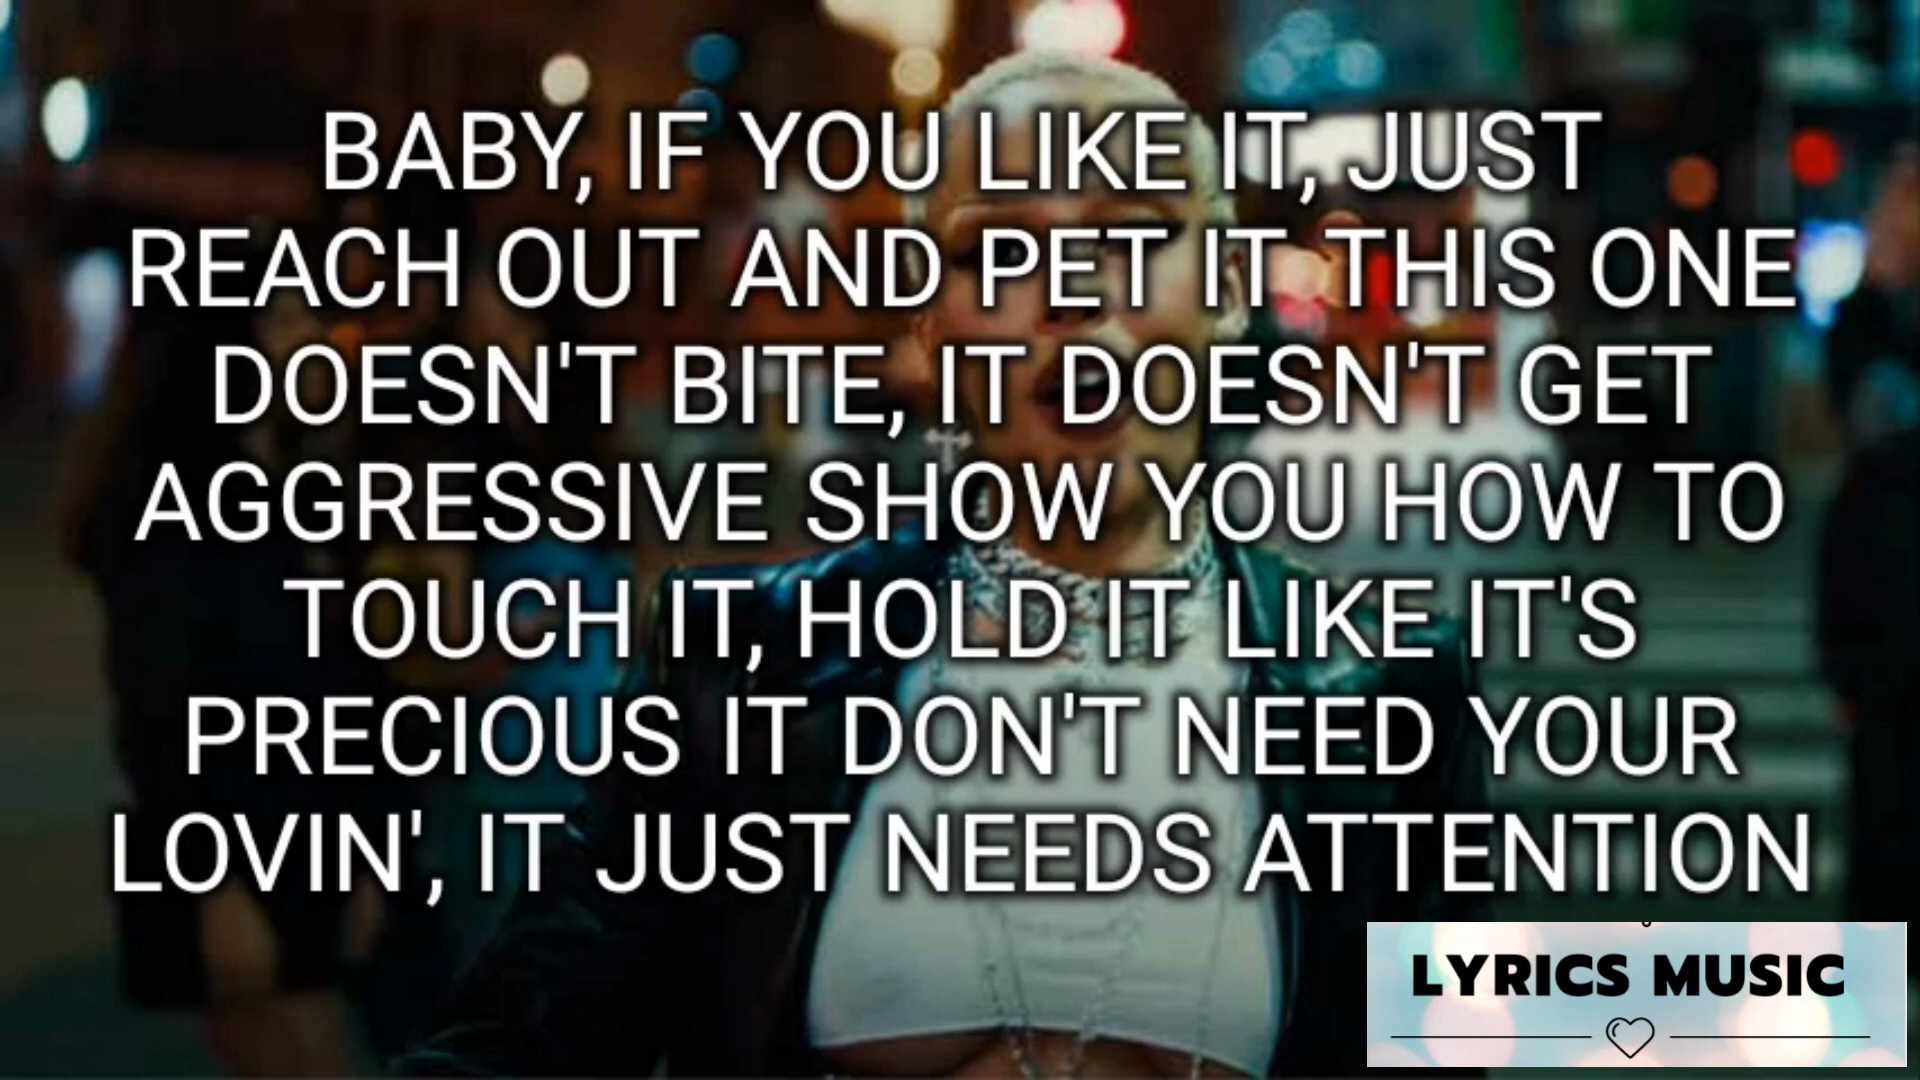 BABY, IF YOU LIKE IT, JUST
REACH OUT AND PET IT THIS ONE
DOESN'T BITE, IT DOESN'T GET
AGGRESSIVE SHOW YOU HOW TO
TOUCH IT, HOLD IT LIKE IT'S
PRECIOUS IT DON'T NEED YOUR
LOVIN', IT JUST NEEDS ATTENTION
LYRICS MUSIC